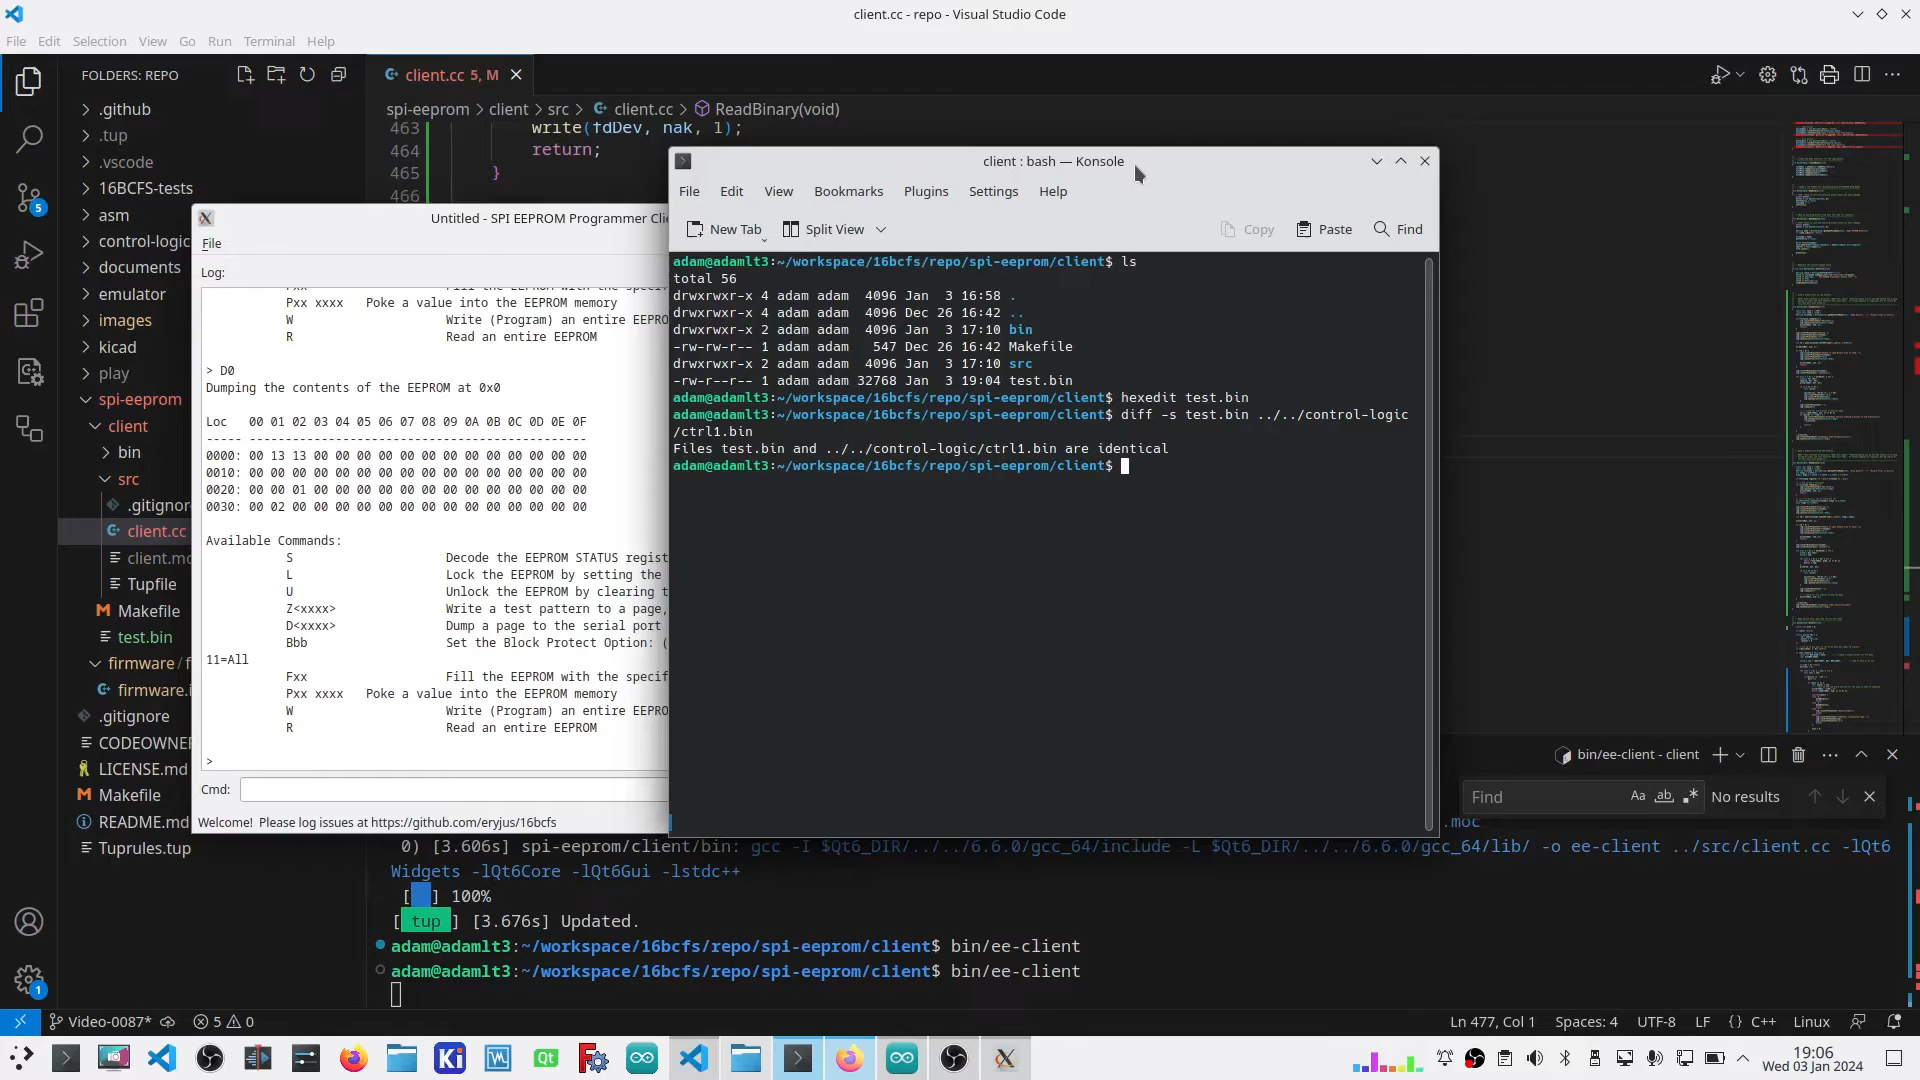 client.cc - repo - Visual Studio Code
File Edit Selection View Go Run Terminal Help
FOLDERS: REPO
client.cc 5, M
spi-eeprom > client > src > client.cc > ReadBinary(void)
.github
.tup
.vscode
16BCFS-tests
asm
control-logic
documents
emulator
images
kicad
play
spi-eeprom
client
bin
src
.gitignor
client.cc
client.mo
Tupfile
Makefile
test.bin
firmware/f
firmware.i
.gitignore
CODEOWNE
LICENSE.md
Makefile
README.md
Tuprules.tup
463 write(fdDev, nak, 1);
464 return;
465 }
466
Untitled - SPI EEPROM Programmer Clie
File
Log:
Pxx xxxx Poke a value into the EEPROM memory
W Write (Program) an entire EEPRO
R Read an entire EEPROM
> D0
Dumping the contents of the EEPROM at 0x0
Loc 00 01 02 03 04 05 06 07 08 09 0A 0B 0C 0D 0E 0F
----- -----------------------------------------------
0000: 00 13 13 00 00 00 00 00 00 00 00 00 00 00 00 00
0010: 00 00 00 00 00 00 00 00 00 00 00 00 00 00 00 00
0020: 00 00 01 00 00 00 00 00 00 00 00 00 00 00 00 00
0030: 00 02 00 00 00 00 00 00 00 00 00 00 00 00 00 00
Available Commands:
S Decode the EEPROM STATUS regist
L Lock the EEPROM by setting the
U Unlock the EEPROM by clearing t
Z<xxxx> Write a test pattern to a page,
D<xxxx> Dump a page to the serial port
Bbb Set the Block Protect Option: (
11=All
Fxx Fill the EEPROM with the specif
Pxx xxxx Poke a value into the EEPROM memory
W Write (Program) an entire EEPRO
R Read an entire EEPROM
>
Cmd:
Welcome! Please log issues at https://github.com/eryjus/16bcfs
client : bash — Konsole
File Edit View Bookmarks Plugins Settings Help
New Tab Split View Copy Paste Find
adam@adamlt3:~/workspace/16bcfs/repo/spi-eeprom/client$ ls
total 56
drwxrwxr-x 4 adam adam 4096 Jan 3 16:58 .
drwxrwxr-x 4 adam adam 4096 Dec 26 16:42 ..
drwxrwxr-x 2 adam adam 4096 Jan 3 17:10 bin
-rw-rw-r-- 1 adam adam 547 Dec 26 16:42 Makefile
drwxrwxr-x 2 adam adam 4096 Jan 3 17:10 src
-rw-r--r-- 1 adam adam 32768 Jan 3 19:04 test.bin
adam@adamlt3:~/workspace/16bcfs/repo/spi-eeprom/client$ hexedit test.bin
adam@adamlt3:~/workspace/16bcfs/repo/spi-eeprom/client$ diff -s test.bin ../../control-logic
/ctrl1.bin
Files test.bin and ../../control-logic/ctrl1.bin are identical
adam@adamlt3:~/workspace/16bcfs/repo/spi-eeprom/client$
bin/ee-client - client
Find Aa ab .* No results
.moc
0) [3.606s] spi-eeprom/client/bin: gcc -I $Qt6_DIR/../../6.6.0/gcc_64/include -L $Qt6_DIR/../../6.6.0/gcc_64/lib/ -o ee-client ../src/client.cc -lQt6
Widgets -lQt6Core -lQt6Gui -lstdc++
[ ] 100%
[ tup ] [3.676s] Updated.
adam@adamlt3:~/workspace/16bcfs/repo/spi-eeprom/client$ bin/ee-client
adam@adamlt3:~/workspace/16bcfs/repo/spi-eeprom/client$ bin/ee-client
5
1
Video-0087* 5 0 Ln 477, Col 1 Spaces: 4 UTF-8 LF {} C++ Linux
Ki Qt
19:06
Wed 03 Jan 2024